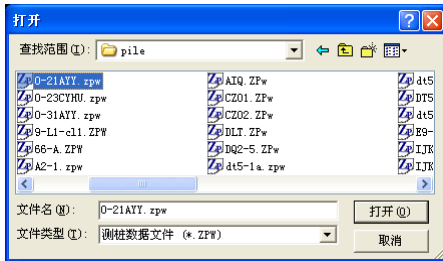 打开
查找范围(I): pile
0-21AYY.zpw AIQ.ZPw dt5
0-23CYHU.zpw CZO1.ZPw DT5
0-31AYY.zpw CZO2.ZPw dt5
9-L1-cl1.ZPW DLT.ZPw E9-
66-A.ZPW DQ2-5.ZPw IJK
A2-1.zpw dt5-1a.zpw IJK
文件名(N): 0-21AYY.zpw 打开(O)
文件类型(T): 测桩数据文件 (*.ZPW) 取消